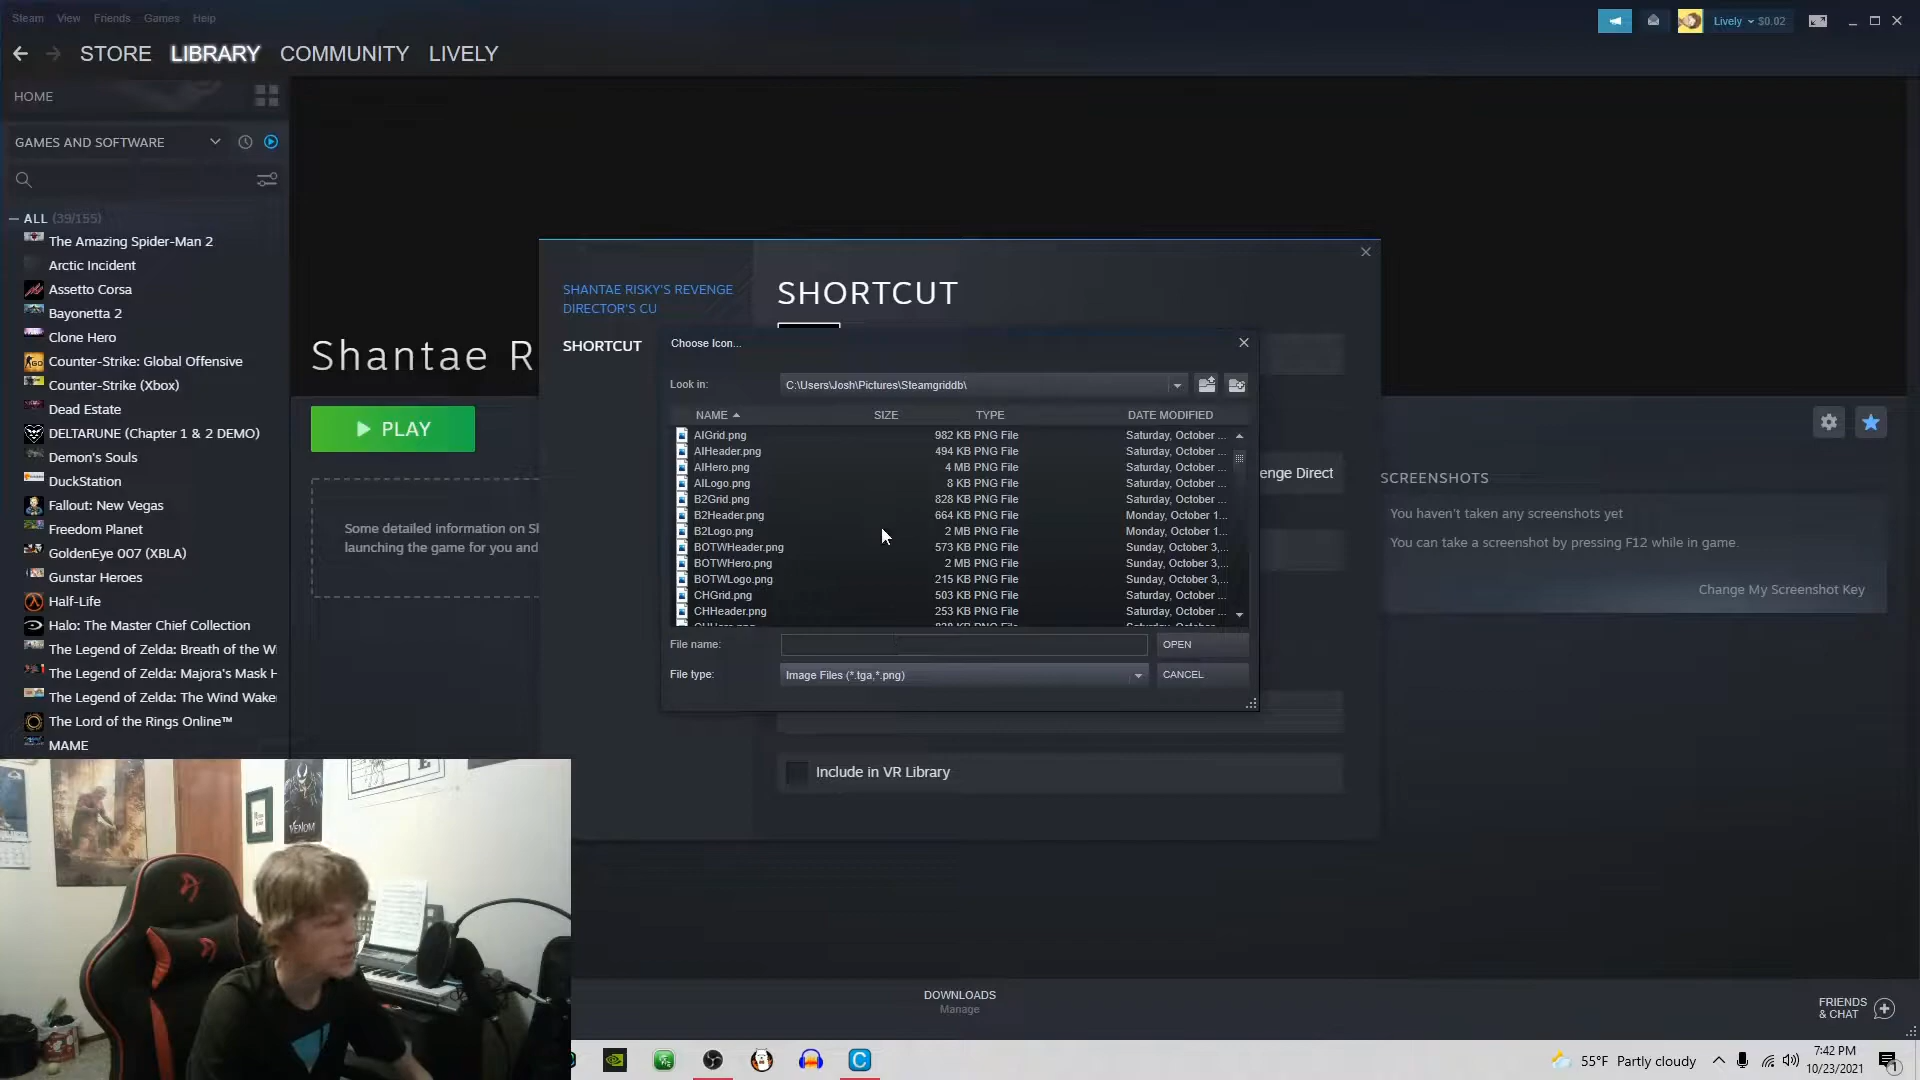 Steam View Friends Games Help
Lively $0.02
STORE LIBRARY COMMUNITY LIVELY
HOME
GAMES AND SOFTWARE
ALL (39/155)
The Amazing Spider-Man 2
Arctic Incident
Assetto Corsa
Bayonetta 2
Clone Hero
Counter-Strike: Global Offensive
Counter-Strike (Xbox)
Dead Estate
DELTARUNE (Chapter 1 & 2 DEMO)
Demon's Souls
DuckStation
Fallout: New Vegas
Freedom Planet
GoldenEye 007 (XBLA)
Gunstar Heroes
Half-Life
Halo: The Master Chief Collection
The Legend of Zelda: Breath of the Wi
The Legend of Zelda: Majora's Mask H
The Legend of Zelda: The Wind Waker
The Lord of the Rings Online™
MAME
Shantae R
PLAY
Some detailed information on Sh
launching the game for you and
SHANTAE RISKY'S REVENGE
DIRECTOR'S CU
SHORTCUT
SHORTCUT
enge Direct
Include in VR Library
Choose Icon...
Look in: C:\Users\Josh\Pictures\Steamgriddb\
NAME SIZE TYPE DATE MODIFIED
AIGrid.png 982 KB PNG File Saturday, October ...
AIHeader.png 494 KB PNG File Saturday, October ...
AIHero.png 4 MB PNG File Saturday, October ...
AILogo.png 8 KB PNG File Saturday, October ...
B2Grid.png 828 KB PNG File Saturday, October ...
B2Header.png 664 KB PNG File Monday, October 1...
B2Logo.png 2 MB PNG File Monday, October 1...
BOTWHeader.png 573 KB PNG File Sunday, October 3,...
BOTWHero.png 2 MB PNG File Sunday, October 3,...
BOTWLogo.png 215 KB PNG File Sunday, October 3,...
CHGrid.png 503 KB PNG File Saturday, October ...
CHHeader.png 253 KB PNG File Saturday, October ...
File name: OPEN
File type: Image Files (*.tga,*.png) CANCEL
SCREENSHOTS
You haven't taken any screenshots yet
You can take a screenshot by pressing F12 while in game.
Change My Screenshot Key
VENOM
DOWNLOADS
Manage
FRIENDS
& CHAT
55°F Partly cloudy
7:42 PM
10/23/2021